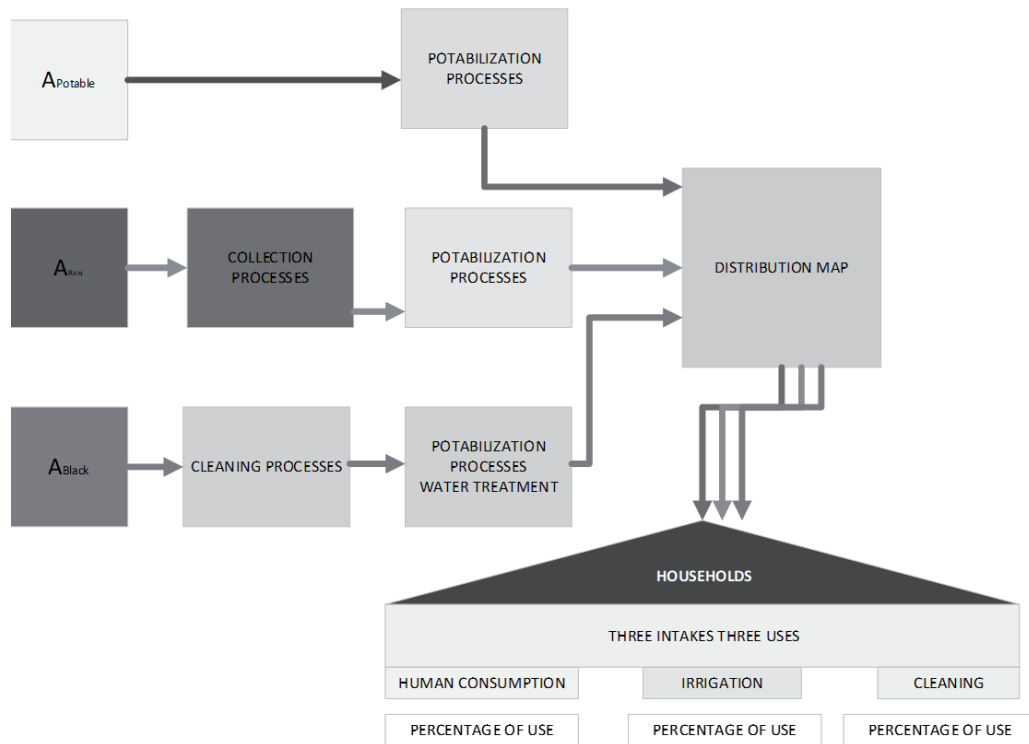 APotable
POTABILIZATION
PROCESSES
ARain
COLLECTION
PROCESSES
POTABILIZATION
PROCESSES
DISTRIBUTION MAP
ABlack
CLEANING PROCESSES
POTABILIZATION
PROCESSES
WATER TREATMENT
HOUSEHOLDS
THREE INTAKES THREE USES
HUMAN CONSUMPTION
IRRIGATION
CLEANING
PERCENTAGE OF USE
PERCENTAGE OF USE
PERCENTAGE OF USE